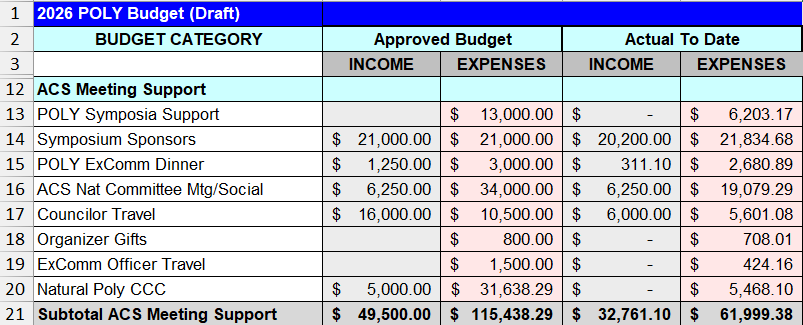 1 2026 POLY Budget (Draft)
2 BUDGET CATEGORY Approved Budget Actual To Date
3 INCOME EXPENSES INCOME EXPENSES
12 ACS Meeting Support
13 POLY Symposia Support $ 13,000.00 $ - $ 6,203.17
14 Symposium Sponsors $ 21,000.00 $ 21,000.00 $ 20,200.00 $ 21,834.68
15 POLY ExComm Dinner $ 1,250.00 $ 3,000.00 $ 311.10 $ 2,680.89
16 ACS Nat Committee Mtg/Social $ 6,250.00 $ 34,000.00 $ 6,250.00 $ 19,079.29
17 Councilor Travel $ 16,000.00 $ 10,500.00 $ 6,000.00 $ 5,601.08
18 Organizer Gifts $ 800.00 $ - $ 708.01
19 ExComm Officer Travel $ 1,500.00 $ - $ 424.16
20 Natural Poly CCC $ 5,000.00 $ 31,638.29 $ - $ 5,468.10
21 Subtotal ACS Meeting Support $ 49,500.00 $ 115,438.29 $ 32,761.10 $ 61,999.38